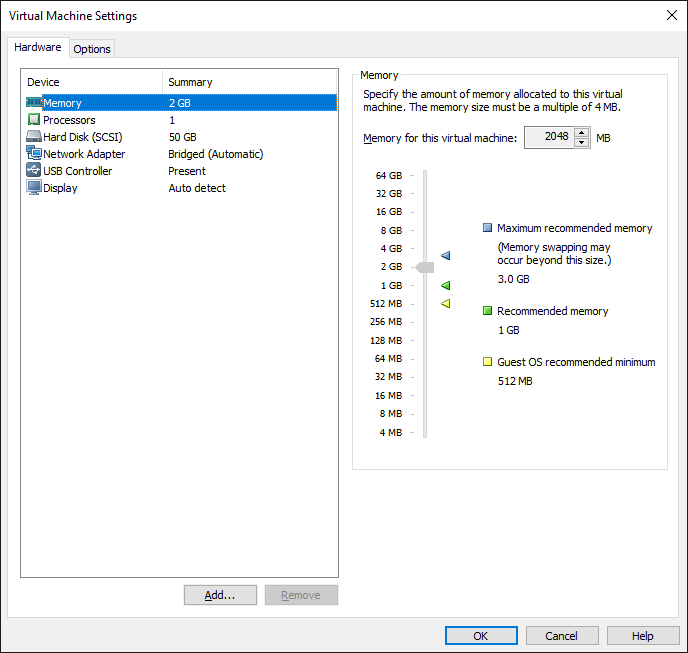 Virtual Machine Settings
Hardware
Options
Device Summary
Memory 2 GB
Processors 1
Hard Disk (SCSI) 50 GB
Network Adapter Bridged (Automatic)
USB Controller Present
Display Auto detect
Add...
Remove
Memory
Specify the amount of memory allocated to this virtual
machine. The memory size must be a multiple of 4 MB.
Memory for this virtual machine: 2048 MB
64 GB
32 GB
16 GB
8 GB
4 GB
2 GB
1 GB
512 MB
256 MB
128 MB
64 MB
32 MB
16 MB
8 MB
4 MB
Maximum recommended memory
(Memory swapping may
occur beyond this size.)
3.0 GB
Recommended memory
1 GB
Guest OS recommended minimum
512 MB
OK
Cancel
Help